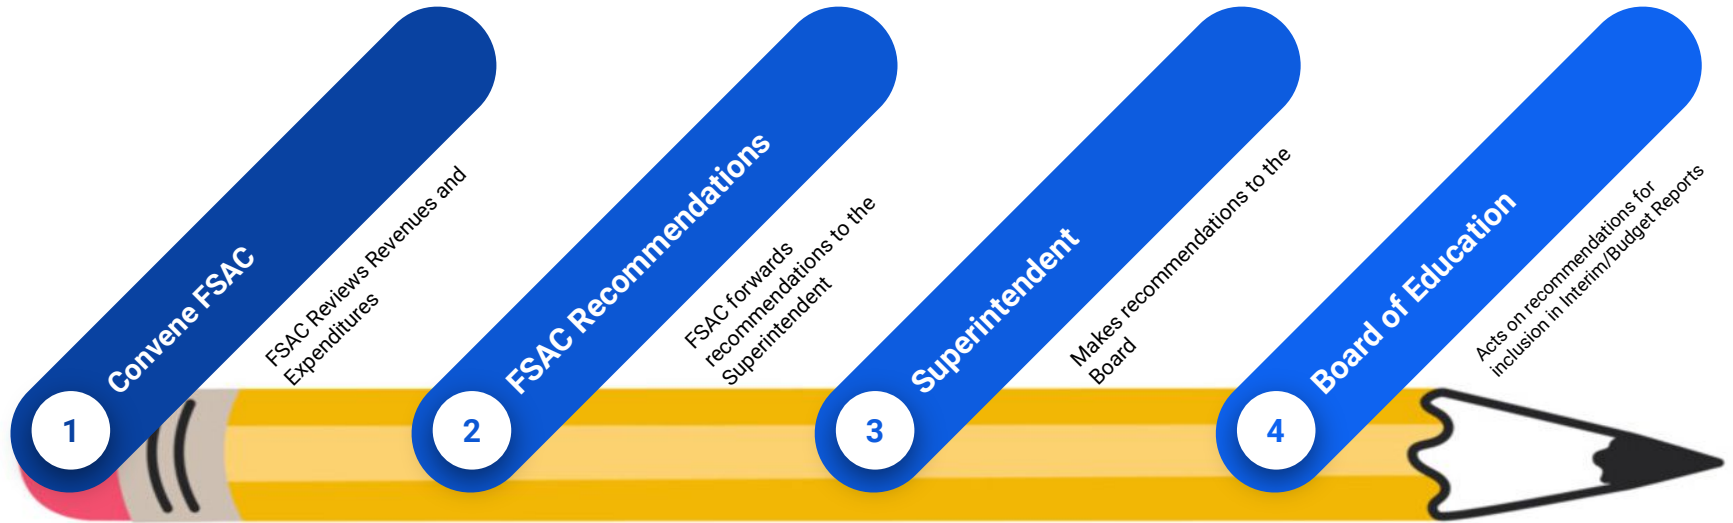 1
Convene FSAC
FSAC Reviews Revenues and
Expenditures
2
FSAC Recommendations
FSAC forwards
recommendations to the
Superintendent
3
Superintendent
Makes recommendations to the
Board
4
Board of Education
Acts on recommendations for
inclusion in Interim/Budget Reports